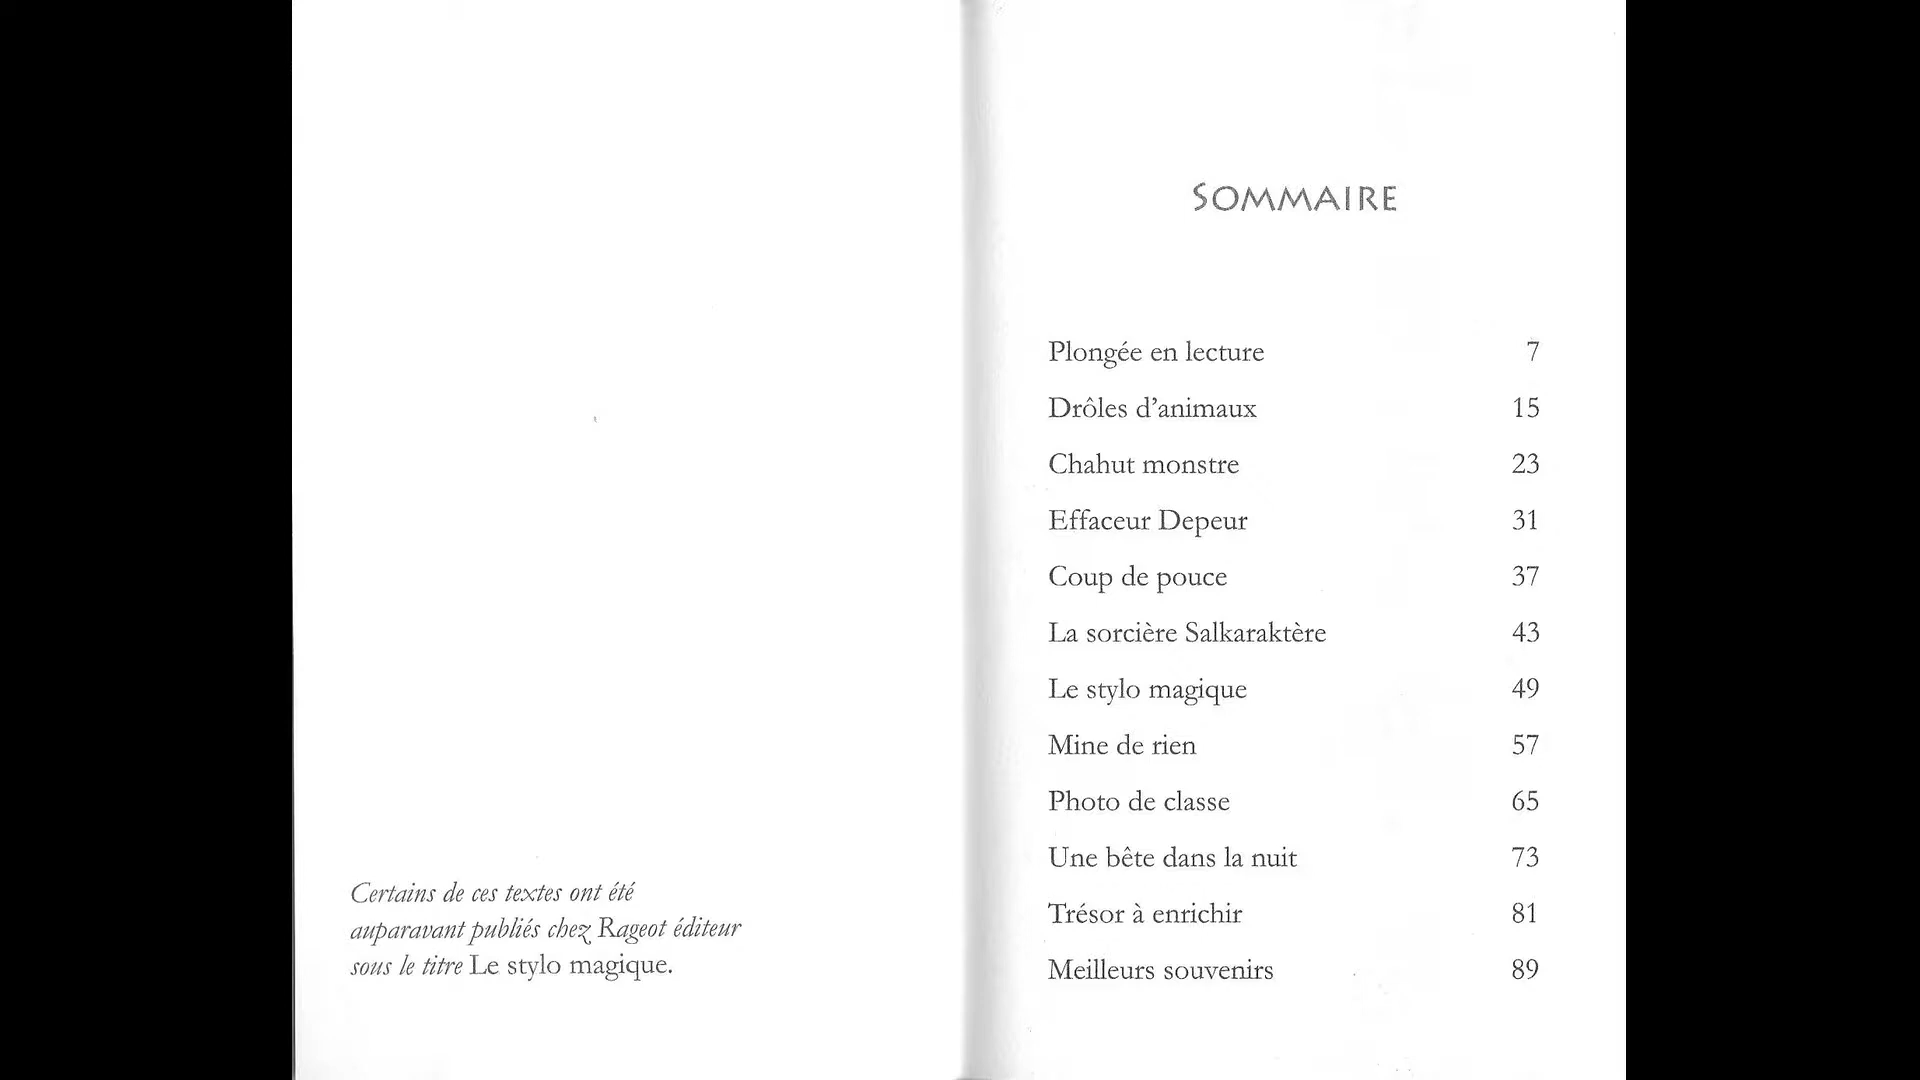 Certains de ces textes ont été
auparavant publiés chez Rageot éditeur
sous le titre Le stylo magique.
SOMMAIRE
Plongée en lecture 7
Drôles d'animaux 15
Chahut monstre 23
Effaceur Depeur 31
Coup de pouce 37
La sorcière Salkaraktère 43
Le stylo magique 49
Mine de rien 57
Photo de classe 65
Une bête dans la nuit 73
Trésor à enrichir 81
Meilleurs souvenirs 89